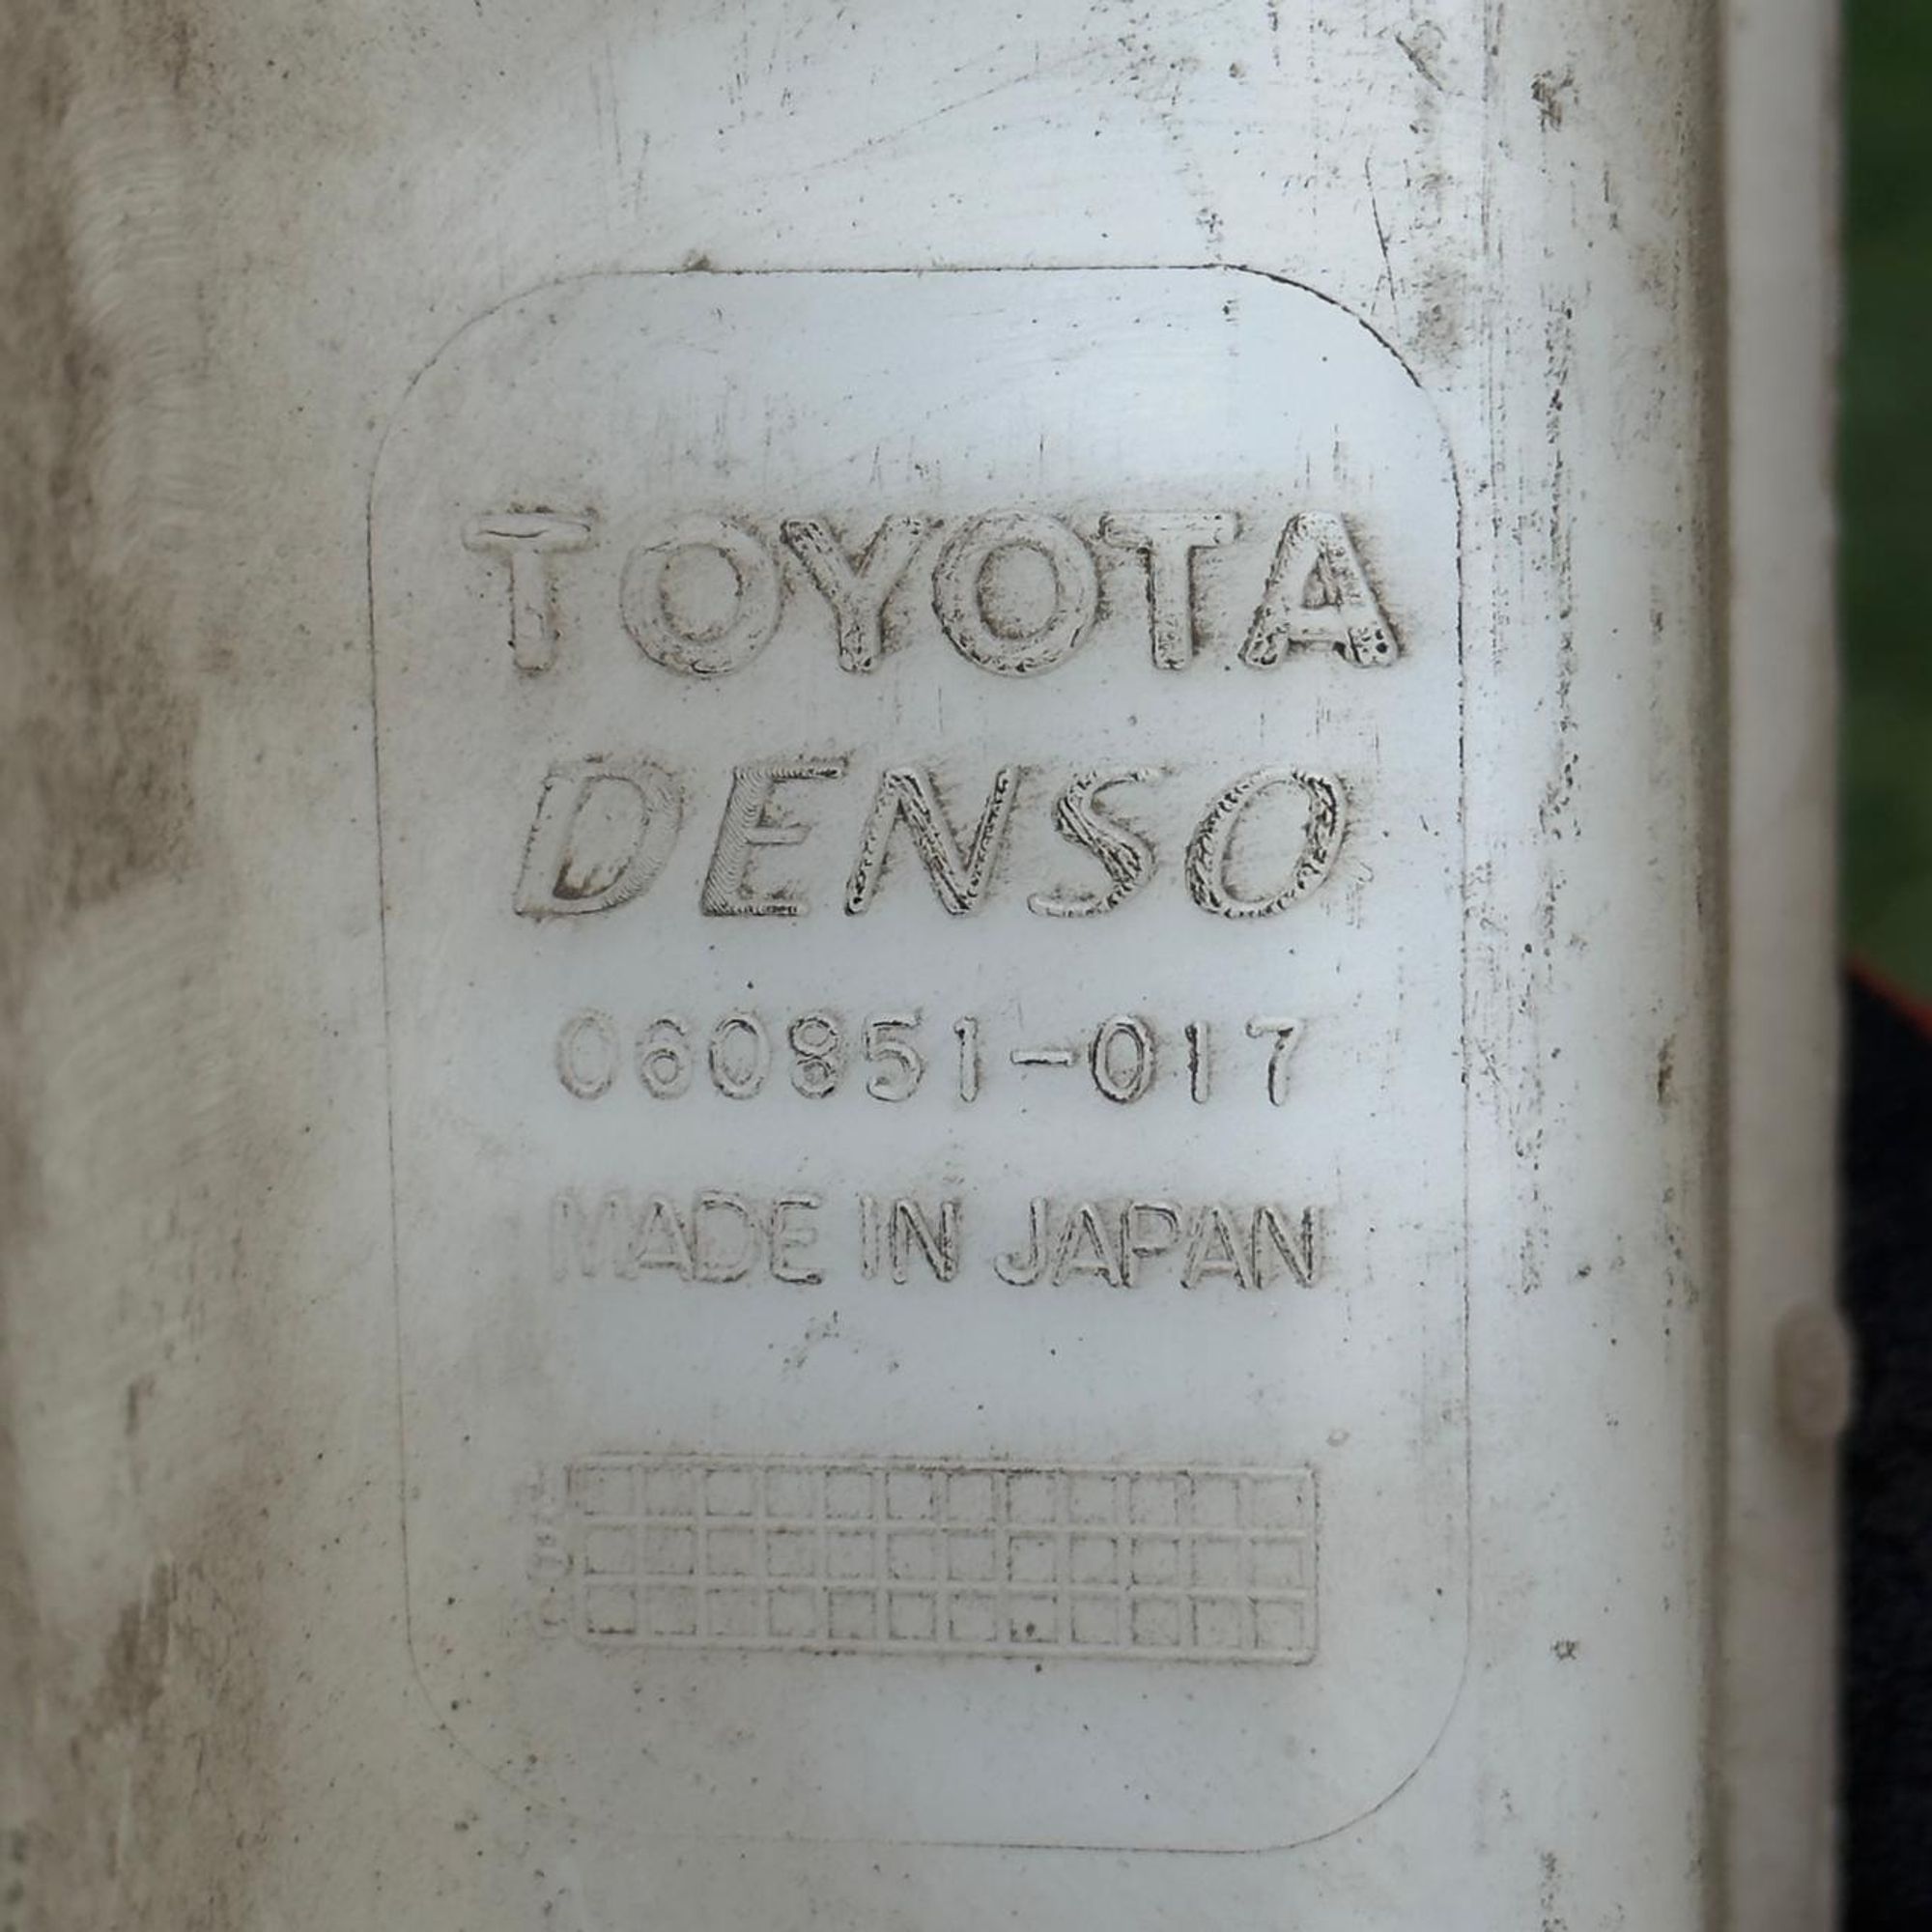 TOYOTA
DENSO
060851-017
MADE IN JAPAN